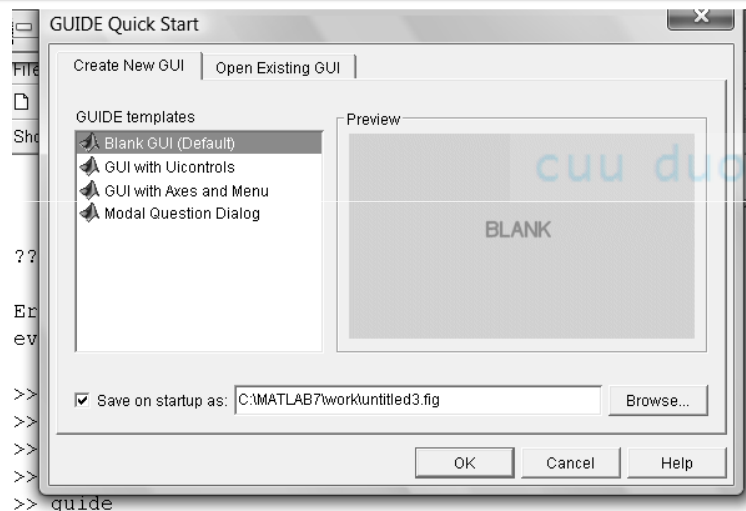 GUIDE Quick Start
File
Create New GUI
Open Existing GUI
GUIDE templates
Preview
Blank GUI (Default)
GUI with Uicontrols
GUI with Axes and Menu
Modal Question Dialog
BLANK
cuu duo
Sho
??
Er
ev
>>
>>
>>
>>
Save on startup as:
C:\MATLAB7\work\untitled3.fig
Browse...
OK
Cancel
Help
>> guide